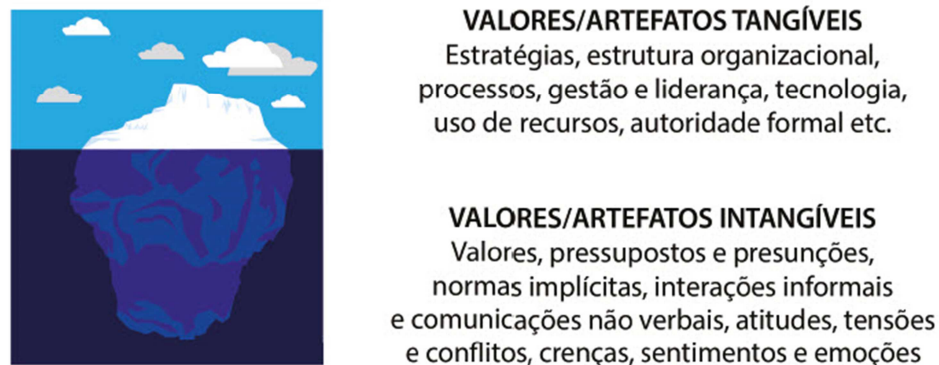 VALORES/ARTEFATOS TANGÍVEIS
Estratégias, estrutura organizacional,
processos, gestão e liderança, tecnologia,
uso de recursos, autoridade formal etc.
VALORES/ARTEFATOS INTANGÍVEIS
Valores, pressupostos e presunções,
normas implícitas, interações informais
e comunicações não verbais, atitudes, tensões
e conflitos, crenças, sentimentos e emoções